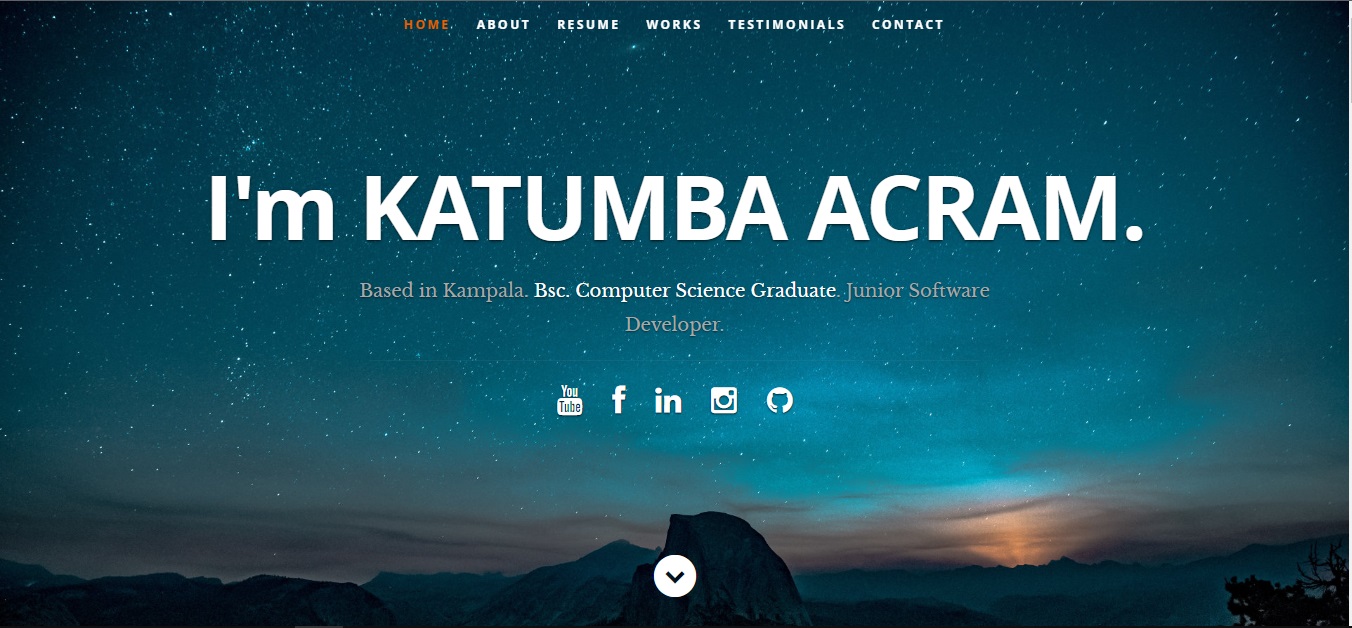 HOME ABOUT RESUME WORKS TESTIMONIALS CONTACT
I'm KATUMBA ACRAM.
Based in Kampala. Bsc. Computer Science Graduate. Junior Software
Developer.
You
Tube f in